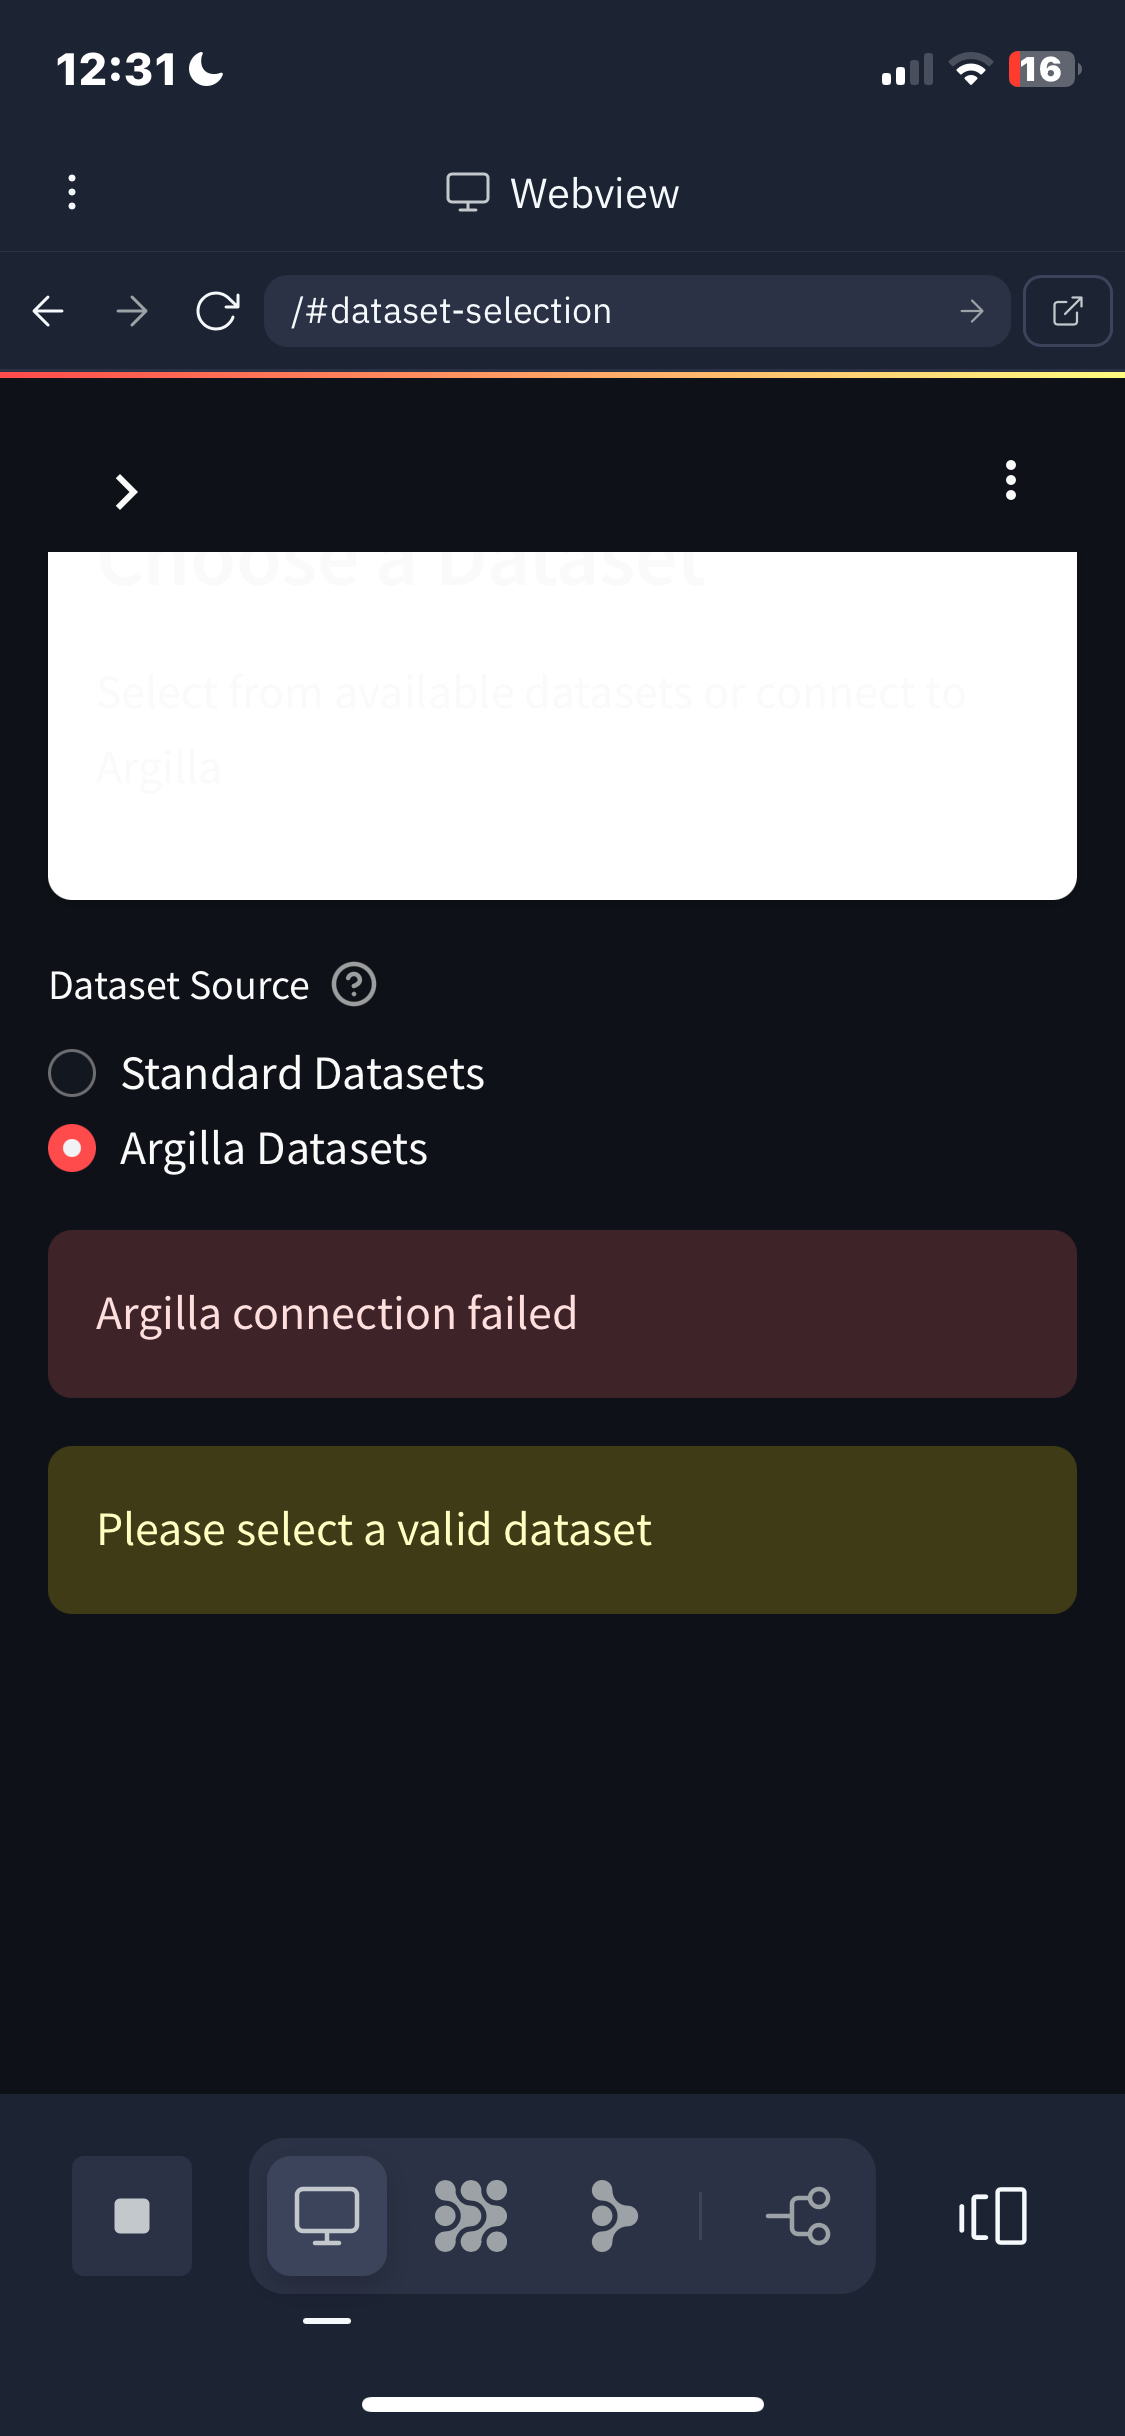 12:31
16
Webview
/#dataset-selection
Choose a Dataset
Select from available datasets or connect to
Argilla
Dataset Source
Standard Datasets
Argilla Datasets
Argilla connection failed
Please select a valid dataset